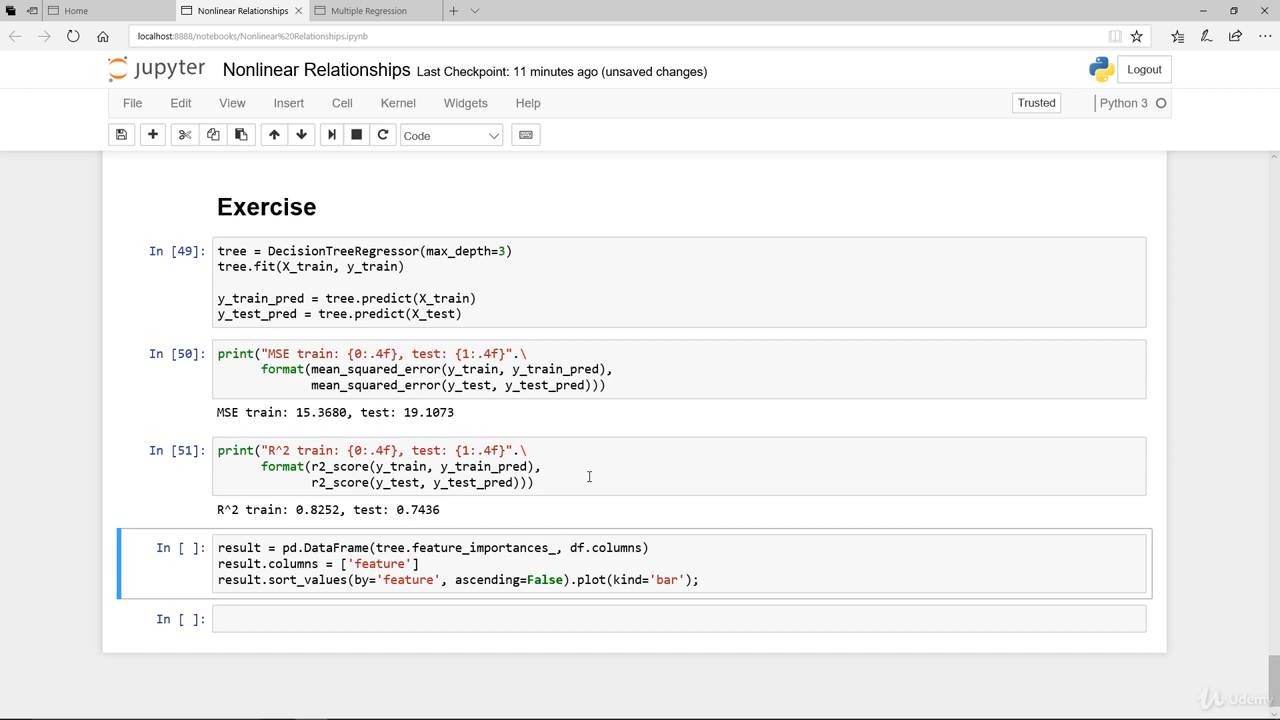 Home
Nonlinear Relationships
Multiple Regression
localhost:8888/notebooks/Nonlinear%20Relationships.ipynb
jupyter Nonlinear Relationships Last Checkpoint: 11 minutes ago (unsaved changes)
Logout
File Edit View Insert Cell Kernel Widgets Help
Trusted
Python 3
Code
Exercise
In [49]: tree = DecisionTreeRegressor(max_depth=3)
tree.fit(X_train, y_train)
y_train_pred = tree.predict(X_train)
y_test_pred = tree.predict(X_test)
In [50]: print("MSE train: {0:.4f}, test: {1:.4f}".\
format(mean_squared_error(y_train, y_train_pred),
mean_squared_error(y_test, y_test_pred)))
MSE train: 15.3680, test: 19.1073
In [51]: print("R^2 train: {0:.4f}, test: {1:.4f}".\
format(r2_score(y_train, y_train_pred),
r2_score(y_test, y_test_pred)))
R^2 train: 0.8252, test: 0.7436
In [ ]: result = pd.DataFrame(tree.feature_importances_, df.columns)
result.columns = ['feature']
result.sort_values(by='feature', ascending=False).plot(kind='bar');
In [ ]:
Udemy